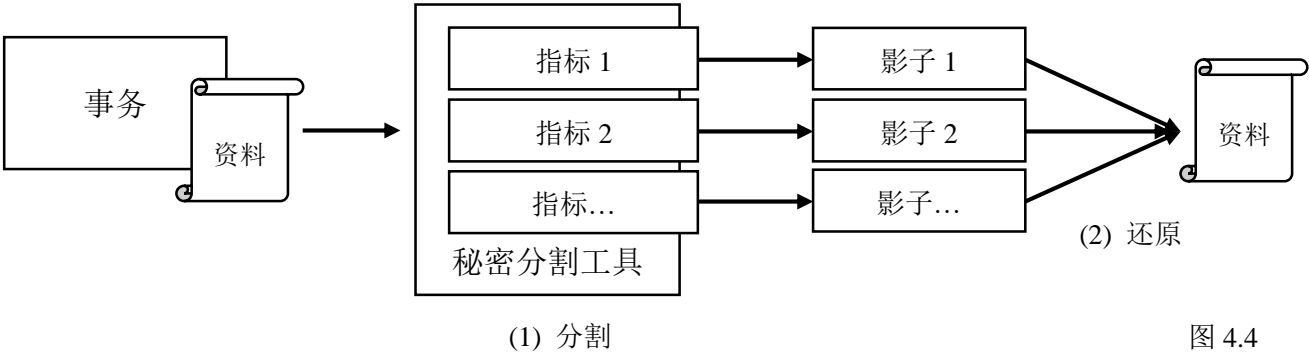 指标 1
影子 1
事务
资料
指标 2
影子 2
资料
指标…
影子…
(2) 还原
秘密分割工具
(1) 分割
图 4.4